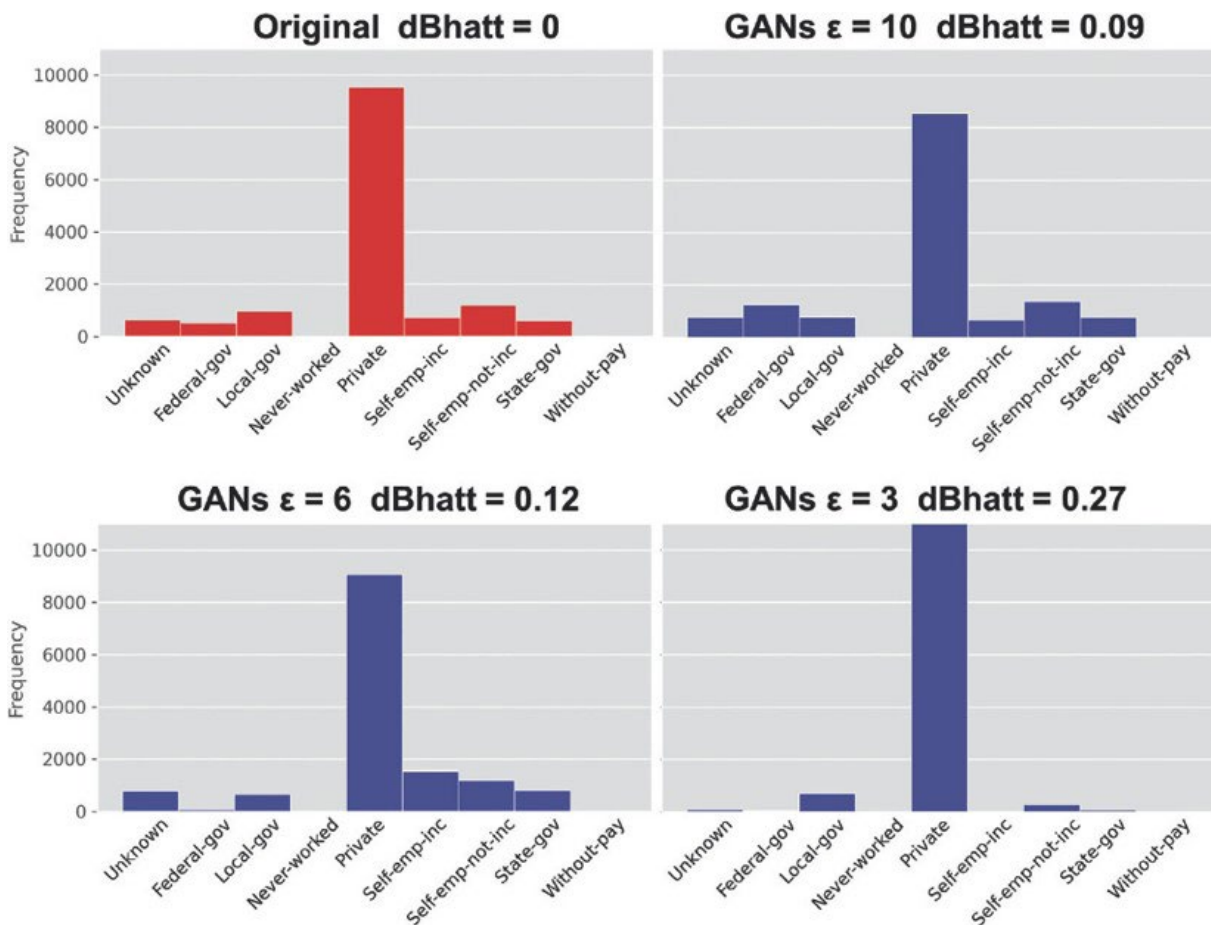 Original dBhatt = 0
GANs ε = 10 dBhatt = 0.09
10000
8000
6000
4000
2000
0
Frequency
Unknown
Federal-gov
Local-gov
Never-worked
Private
Self-emp-inc
Self-emp-not-inc
State-gov
Without-pay
Unknown
Federal-gov
Local-gov
Never-worked
Private
Self-emp-inc
Self-emp-not-inc
State-gov
Without-pay
GANs ε = 6 dBhatt = 0.12
GANs ε = 3 dBhatt = 0.27
10000
8000
6000
4000
2000
0
Frequency
Unknown
Federal-gov
Local-gov
Never-worked
Private
Self-emp-inc
Self-emp-not-inc
State-gov
Without-pay
Unknown
Federal-gov
Local-gov
Never-worked
Private
Self-emp-inc
Self-emp-not-inc
State-gov
Without-pay